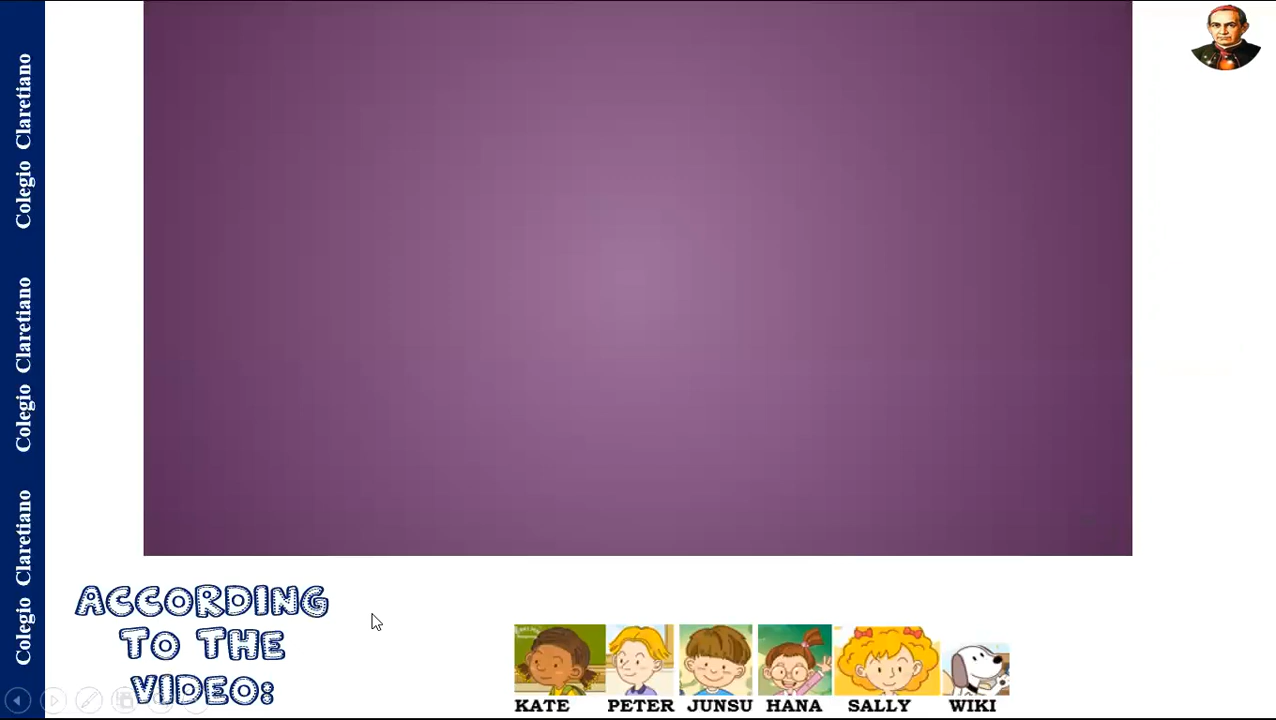 Colegio Claretiano
Colegio Claretiano
Colegio Claretiano
ACCORDING
TO THE
VIDEO:
KATE PETER JUNSU HANA SALLY WIKI